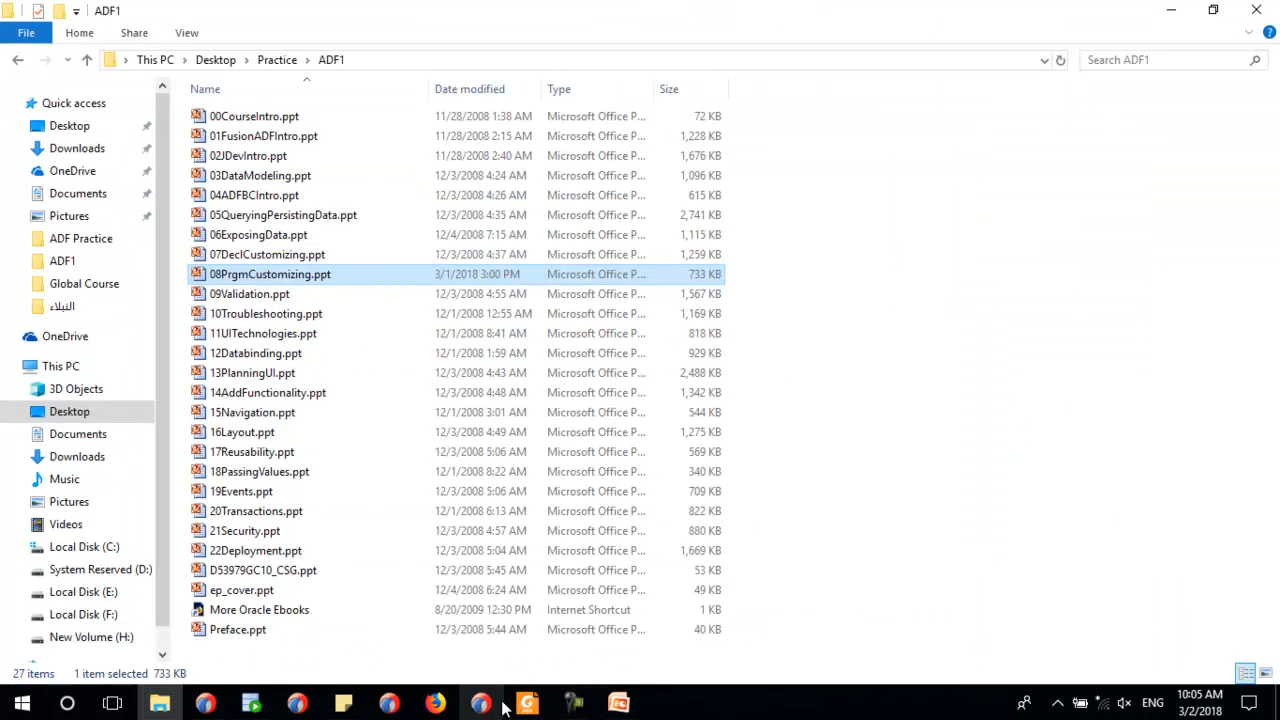 ADF1
File Home Share View
This PC Desktop Practice ADF1 Search ADF1
Name Date modified Type Size
Quick access
Desktop
Downloads
OneDrive
Documents
Pictures
ADF Practice
ADF1
Global Course
النبلاء
OneDrive
This PC
3D Objects
Desktop
Documents
Downloads
Music
Pictures
Videos
Local Disk (C:)
System Reserved (D:)
Local Disk (E:)
Local Disk (F:)
New Volume (H:)
00CourseIntro.ppt 11/28/2008 1:38 AM Microsoft Office P... 72 KB
01FusionADFIntro.ppt 11/28/2008 2:15 AM Microsoft Office P... 1,228 KB
02JDevIntro.ppt 11/28/2008 2:40 AM Microsoft Office P... 1,676 KB
03DataModeling.ppt 12/3/2008 4:24 AM Microsoft Office P... 1,096 KB
04ADFBCIntro.ppt 12/3/2008 4:26 AM Microsoft Office P... 615 KB
05QueryingPersistingData.ppt 12/3/2008 4:35 AM Microsoft Office P... 2,741 KB
06ExposingData.ppt 12/4/2008 7:15 AM Microsoft Office P... 1,115 KB
07DeclCustomizing.ppt 12/3/2008 4:37 AM Microsoft Office P... 1,259 KB
08PrgmCustomizing.ppt 3/1/2018 3:00 PM Microsoft Office P... 733 KB
09Validation.ppt 12/3/2008 4:55 AM Microsoft Office P... 1,567 KB
10Troubleshooting.ppt 12/1/2008 12:55 AM Microsoft Office P... 1,169 KB
11UITechnologies.ppt 12/1/2008 8:41 AM Microsoft Office P... 818 KB
12Databinding.ppt 12/1/2008 1:59 AM Microsoft Office P... 929 KB
13PlanningUI.ppt 12/3/2008 4:43 AM Microsoft Office P... 2,488 KB
14AddFunctionality.ppt 12/3/2008 4:48 AM Microsoft Office P... 1,342 KB
15Navigation.ppt 12/1/2008 3:01 AM Microsoft Office P... 544 KB
16Layout.ppt 12/3/2008 4:49 AM Microsoft Office P... 1,275 KB
17Reusability.ppt 12/3/2008 5:06 AM Microsoft Office P... 569 KB
18PassingValues.ppt 12/1/2008 8:22 AM Microsoft Office P... 340 KB
19Events.ppt 12/3/2008 5:06 AM Microsoft Office P... 709 KB
20Transactions.ppt 12/1/2008 6:13 AM Microsoft Office P... 822 KB
21Security.ppt 12/3/2008 4:57 AM Microsoft Office P... 880 KB
22Deployment.ppt 12/3/2008 5:04 AM Microsoft Office P... 1,669 KB
D53979GC10_CSG.ppt 12/3/2008 5:45 AM Microsoft Office P... 53 KB
ep_cover.ppt 12/4/2008 5:28 AM Microsoft Office P... 49 KB
More Oracle Ebooks 8/20/2009 12:30 PM Internet Shortcut 1 KB
Preface.ppt 12/3/2008 5:44 AM Microsoft Office P... 40 KB
27 items 1 item selected 733 KB
ENG
10:05 AM
3/2/2018